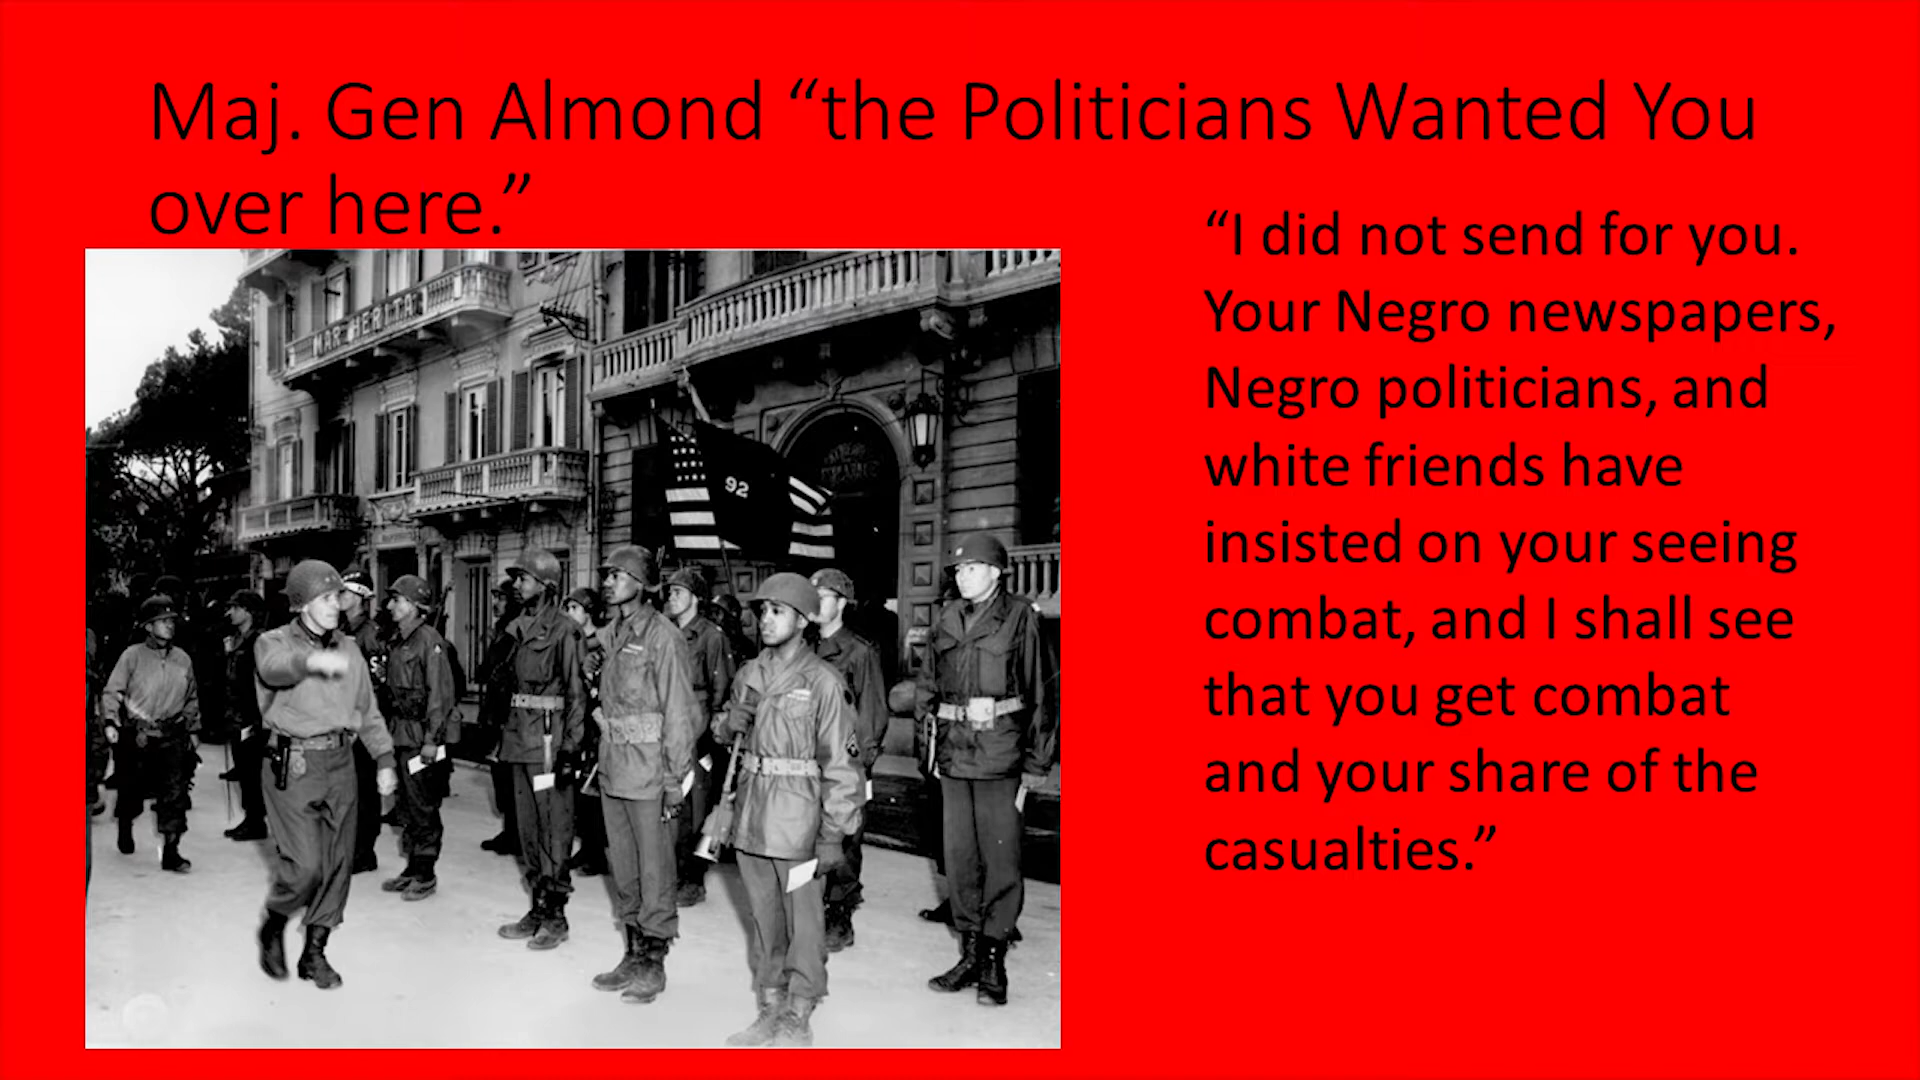 Maj. Gen Almond “the Politicians Wanted You
over here.”
“I did not send for you.
Your Negro newspapers,
Negro politicians, and
white friends have
insisted on your seeing
combat, and I shall see
that you get combat
and your share of the
casualties.”
92